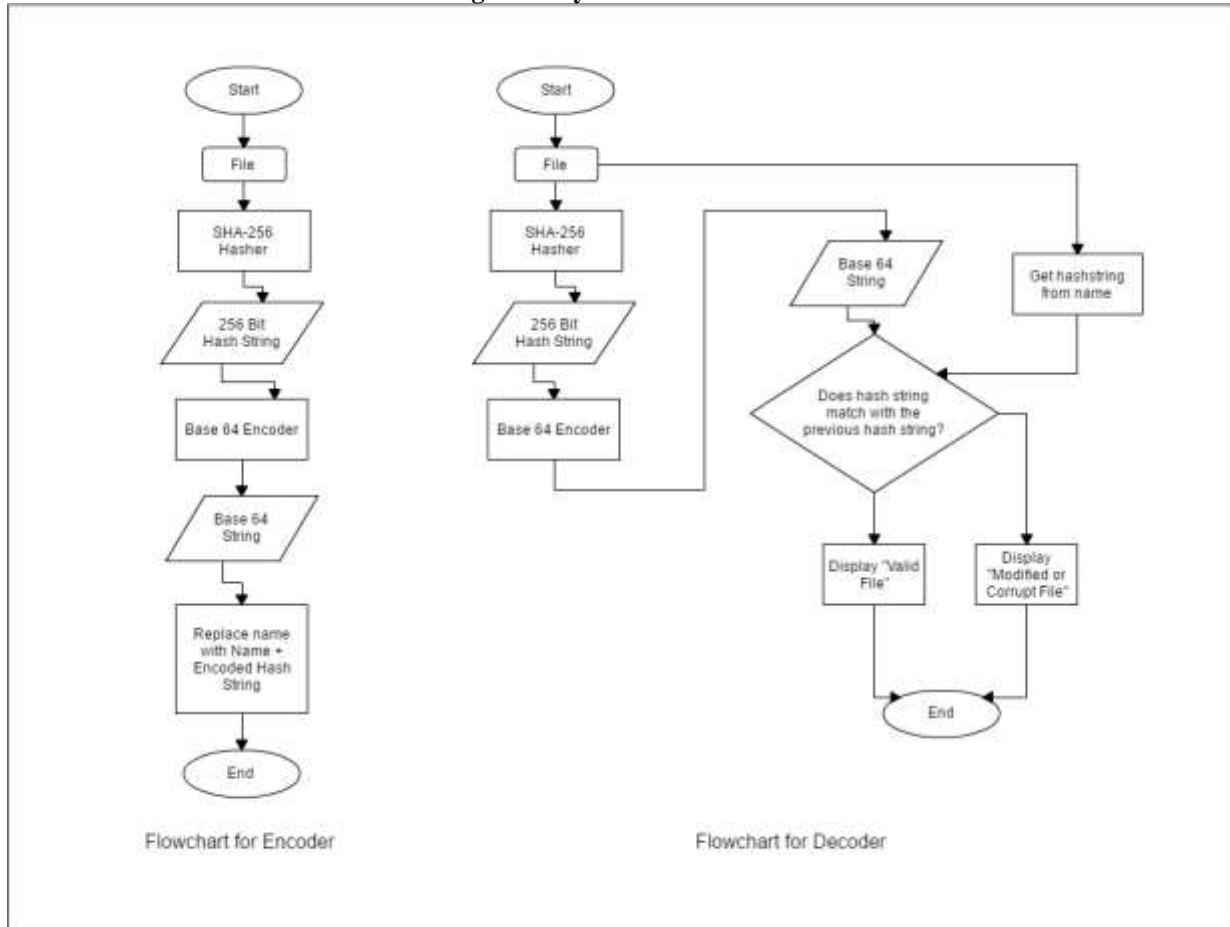 Start
File
SHA-256
Hasher
256 Bit
Hash String
Base 64 Encoder
Base 64
String
Replace name
with Name +
Encoded Hash
String
End
Flowchart for Encoder
Start
File
SHA-256
Hasher
256 Bit
Hash String
Base 64 Encoder
Base 64
String
Get hashstring
from name
Does hash string
match with the
previous hash string?
Display "Valid
File"
Display
"Modified or
Corrupt File"
End
Flowchart for Decoder